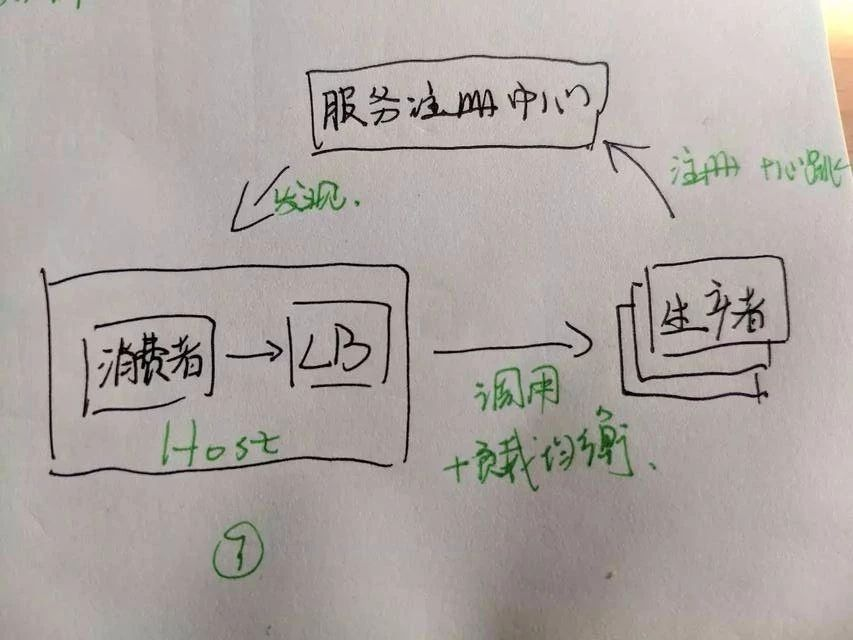 服务注册中心
发现.
注册 +心跳
消费者
LB
生产者
Host
调用
+负载均衡.